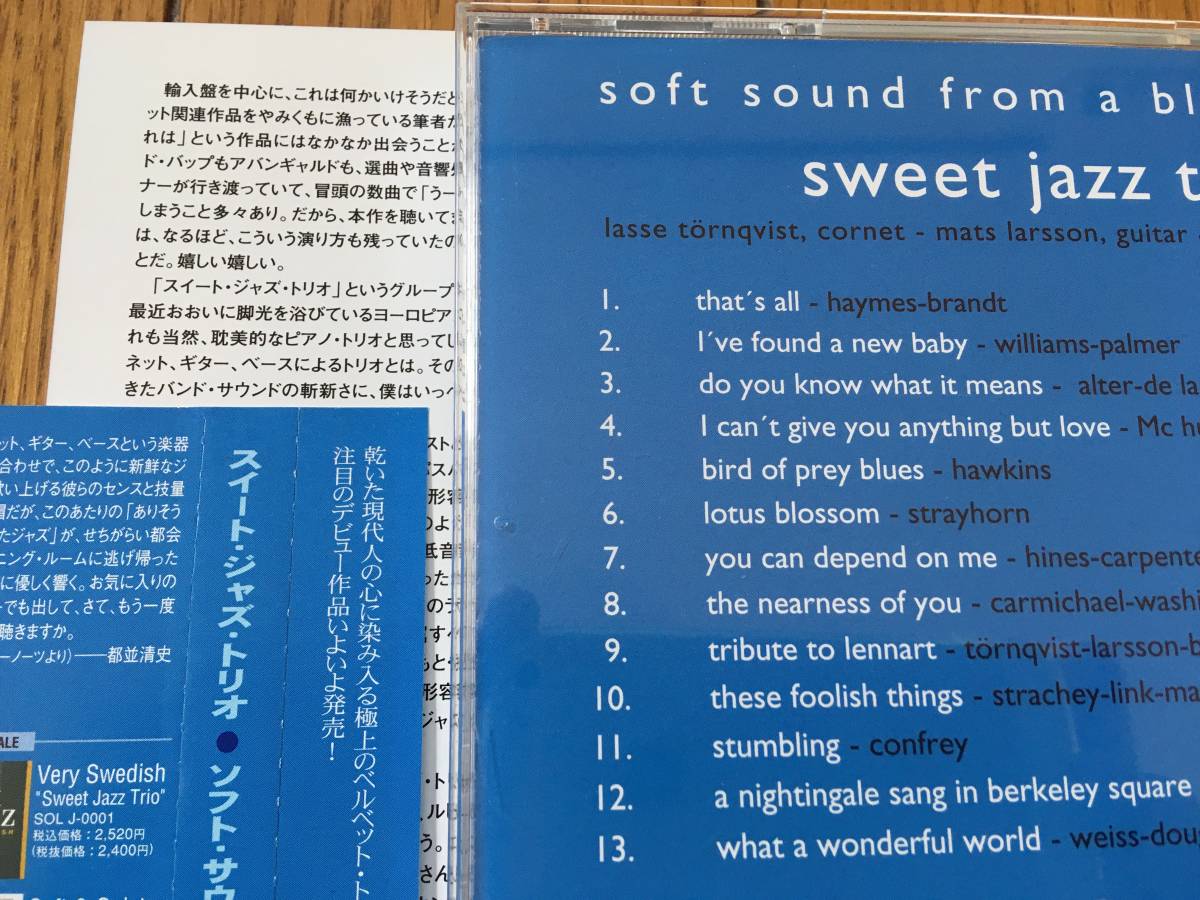 輸入盤を中心に、これは何かいけそうだと
ット関連作品をやみくもに漁っている筆者が
れは」という作品にはなかなか出会うことが
ド・バップもアバンギャルドも、選曲や音響
ナーが行き渡っていて、冒頭の数曲で「うー
しまうこと多々あり。だから、本作を聴いて
は、なるほど、こういう演り方も残っていたの
とだ。嬉しい嬉しい。
「スイート・ジャズ・トリオ」というグループ
最近おおいに脚光を浴びているヨーロピア
れも当然、耽美的なピアノ・トリオと思ってし
ネット、ギター、ベースによるトリオとは。その
きたバンド・サウンドの斬新さに、僕はいっぺ
ット、ギター、ベースという楽器
合わせで、このように新鮮なジ
い上げる彼らのセンスと技量
だが、このあたりの「ありそう
たジャズ」が、せちがらい都会
ニング・ルームに逃げ帰った
に優しく響く。お気に入りの
でも出して、さて、もう一度
聴きますか。
ーノーツより)――都並清史
スイート・ジャズ・トリオ●ソフト・サウ
乾いた現代人の心に染み入る極上のベルベット・ト
注目のデビュー作品いよいよ発売!
ALE
Very Swedish
"Sweet Jazz Trio"
SOL J-0001
税込価格:2,520円
(税抜価格:2,400円)
soft sound from a bl
sweet jazz t
lasse törnqvist, cornet - mats larsson, guitar -
1. that´s all - haymes-brandt
2. I´ve found a new baby - williams-palmer
3. do you know what it means - alter-de la
4. I can´t give you anything but love - Mc hu
5. bird of prey blues - hawkins
6. lotus blossom - strayhorn
7. you can depend on me - hines-carpente
8. the nearness of you - carmichael-washi
9. tribute to lennart - törnqvist-larsson-b
10. these foolish things - strachey-link-ma
11. stumbling - confrey
12. a nightingale sang in berkeley square
13. what a wonderful world - weiss-doug